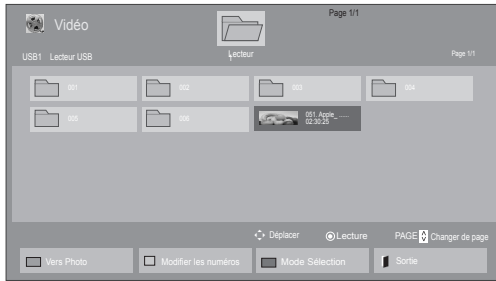 Vidéo
Page 1/1
Lecteur
USB1 Lecteur USB
Page 1/1
001 002 003 004
005 006 051. Apple_ ......
02:30:25
Déplacer Lecture PAGE Changer de page
Vers Photo Modifier les numéros Mode Sélection Sortie